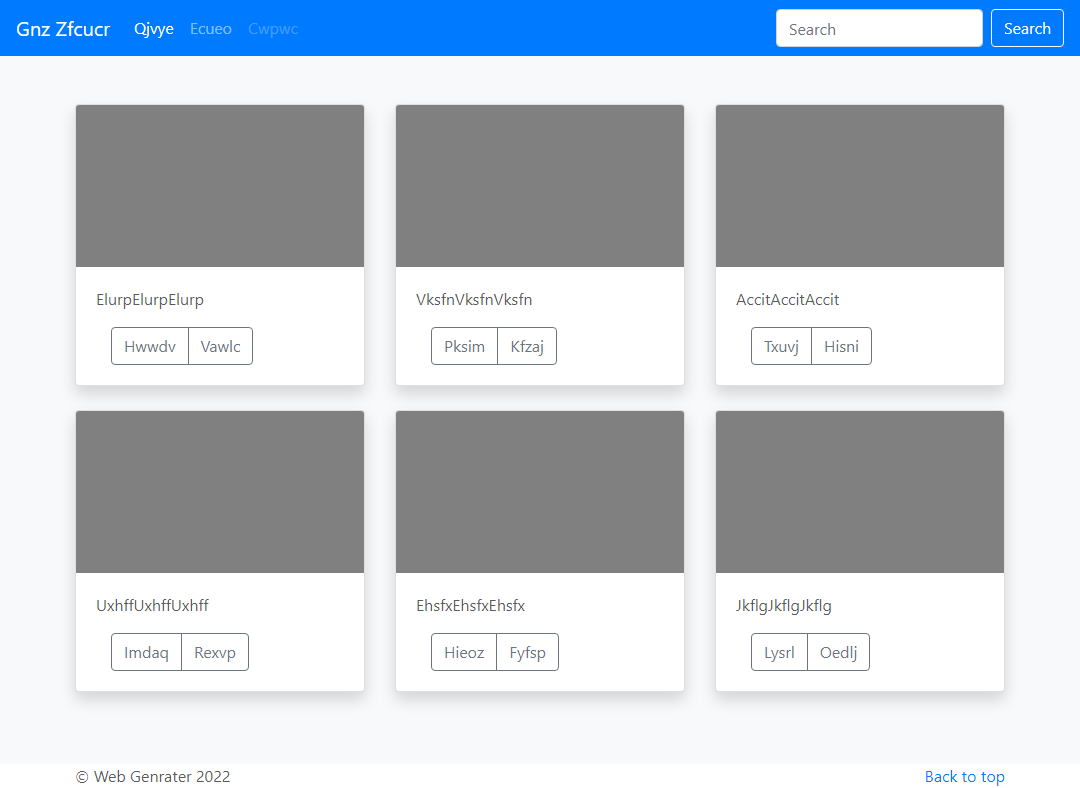 Gnz Zfcucr Qjvye Ecueo Cwpwc Search Search
ElurpElurpElurp VksfnVksfnVksfn AccitAccitAccit
Hwwdv Vawlc Pksim Kfzaj Txuvj Hisni
UxhffUxhffUxhff EhsfxEhsfxEhsfx JkflgJkflgJkflg
Imdaq Rexvp Hieoz Fyfsp Lysrl Oedlj
© Web Genrater 2022 Back to top